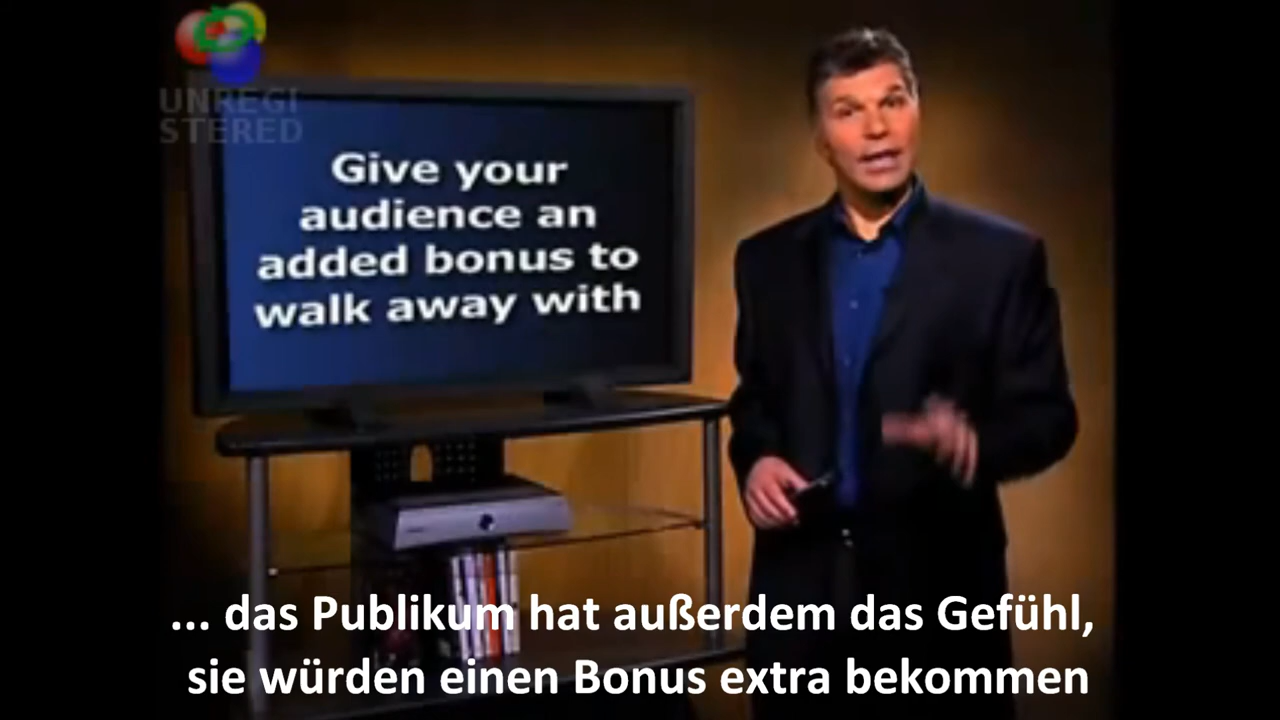 UNREGI
STERED
Give your
audience an
added bonus to
walk away with
... das Publikum hat außerdem das Gefühl,
sie würden einen Bonus extra bekommen